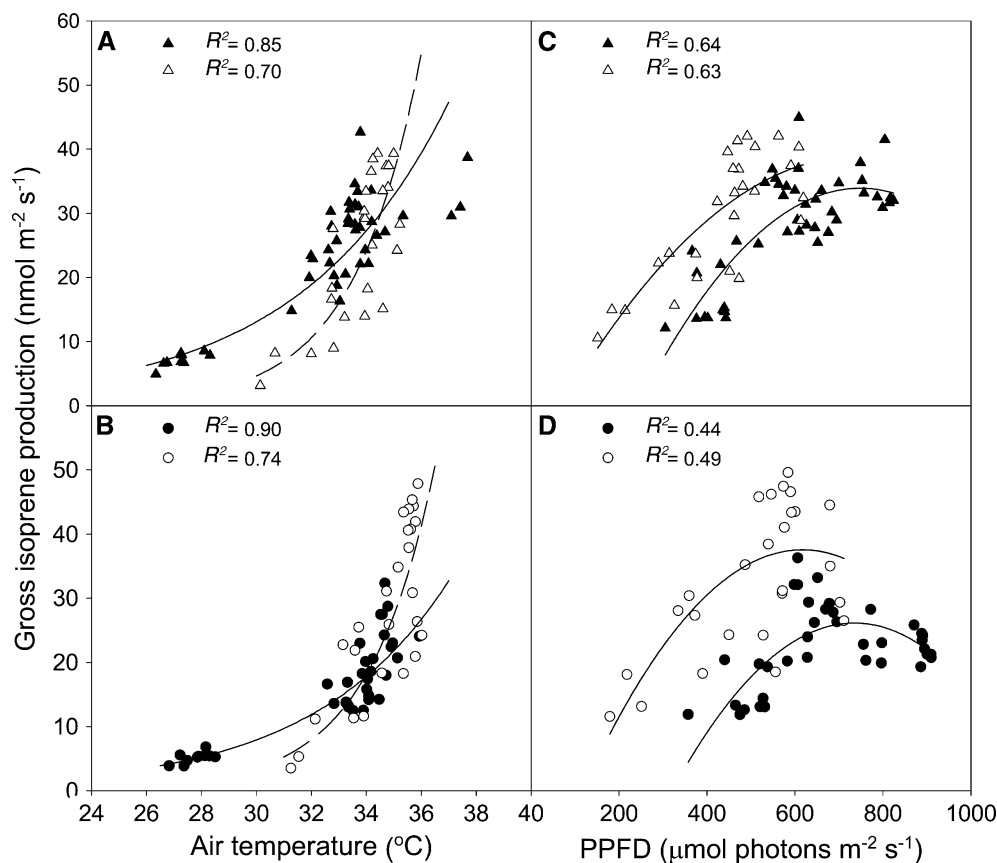 Gross isoprene production (nmol m⁻² s⁻¹)
60
50
40
30
20
10
0
A
R²= 0.85
R²= 0.70
C
R²= 0.64
R²= 0.63
50
40
30
20
10
0
B
R²= 0.90
R²= 0.74
D
R²= 0.44
R²= 0.49
24 26 28 30 32 34 36 38
200 400 600 800 1000
Air temperature (ºC)
PPFD (μmol photons m⁻² s⁻¹)